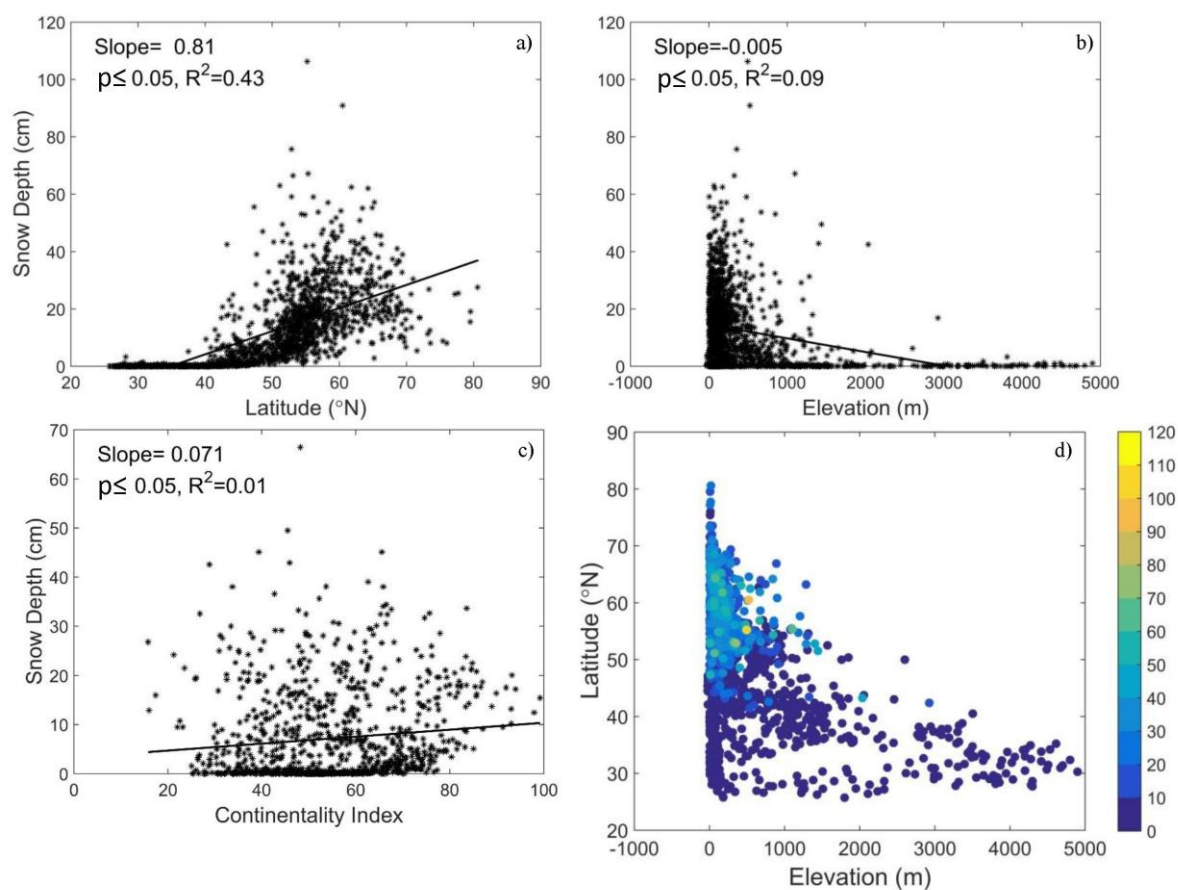 120
100
80
60
40
20
0
Snow Depth (cm)
Slope= 0.81
p≤ 0.05, R²=0.43
a)
20 30 40 50 60 70 80 90
Latitude (°N)
120
100
80
60
40
20
0
Slope=-0.005
p≤ 0.05, R²=0.09
b)
-1000 0 1000 2000 3000 4000 5000
Elevation (m)
70
60
50
40
30
20
10
0
Snow Depth (cm)
Slope= 0.071
p≤ 0.05, R²=0.01
c)
0 20 40 60 80 100
Continentality Index
90
80
70
60
50
40
30
20
Latitude (°N)
d)
-1000 0 1000 2000 3000 4000 5000
Elevation (m)
120
110
100
90
80
70
60
50
40
30
20
10
0